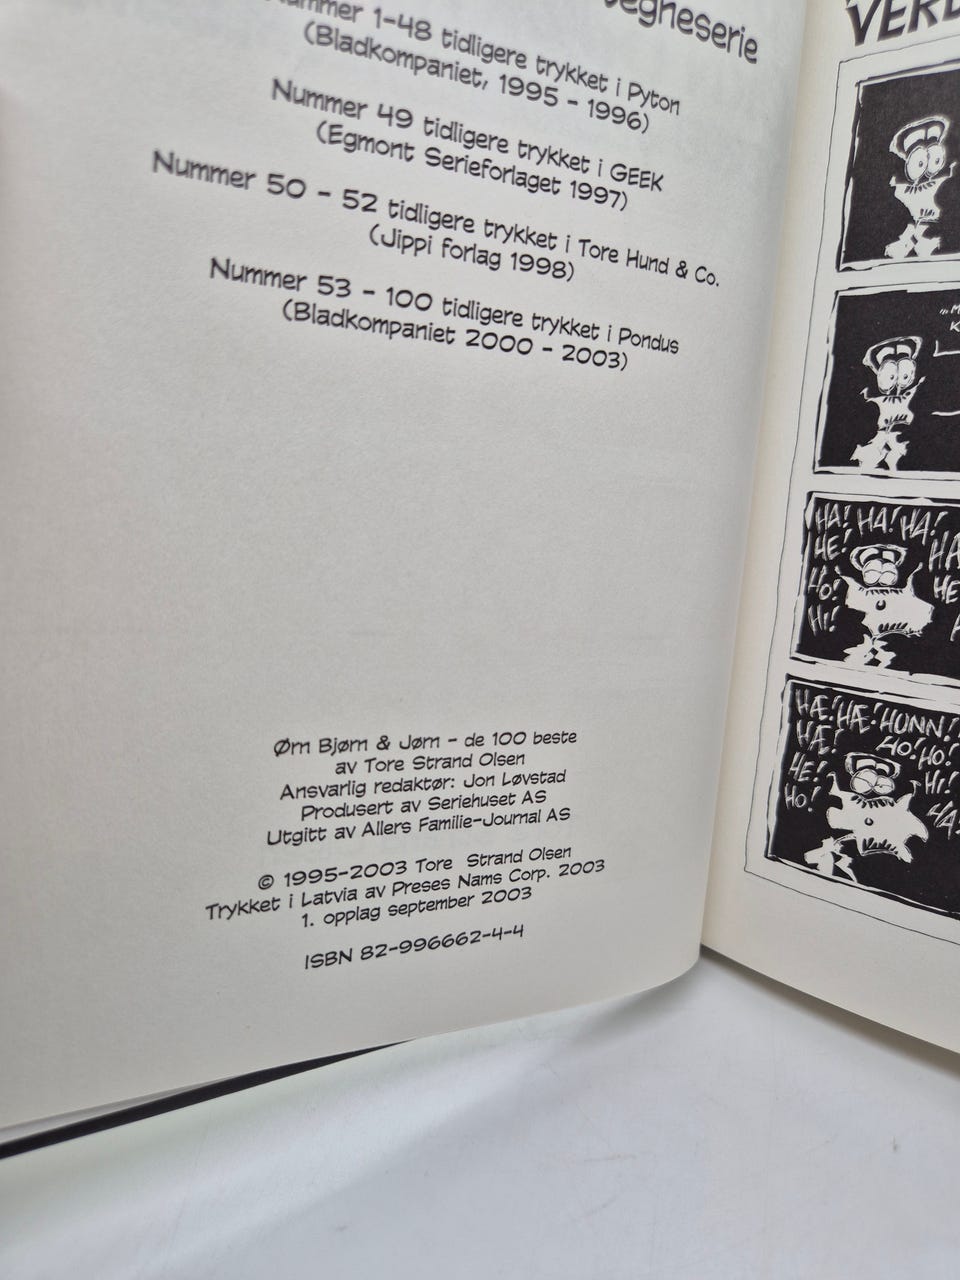 tegneserie
Nummer 1-48 tidligere trykket i Pyton
(Bladkompaniet, 1995 - 1996)
Nummer 49 tidligere trykket i GEEK
(Egmont Serieforlaget 1997)
Nummer 50 - 52 tidligere trykket i Tore Hund & Co.
(Jippi forlag 1998)
Nummer 53 - 100 tidligere trykket i Pondus
(Bladkompaniet 2000 - 2003)
Ørn Bjørn & Jørn - de 100 beste
av Tore Strand Olsen
Ansvarlig redaktør: Jon Løvstad
Produsert av Seriehuset AS
Utgitt av Allers Familie-Journal AS
© 1995-2003 Tore Strand Olsen
Trykket i Latvia av Preses Nams Corp. 2003
1. opplag september 2003
ISBN 82-996662-4-4
HA! HA! HA!
HE!
HO!
HI!
HÆ! HÆ! HUNN!
HÆ! HO! HO!
HE! HI!
HO! HA!